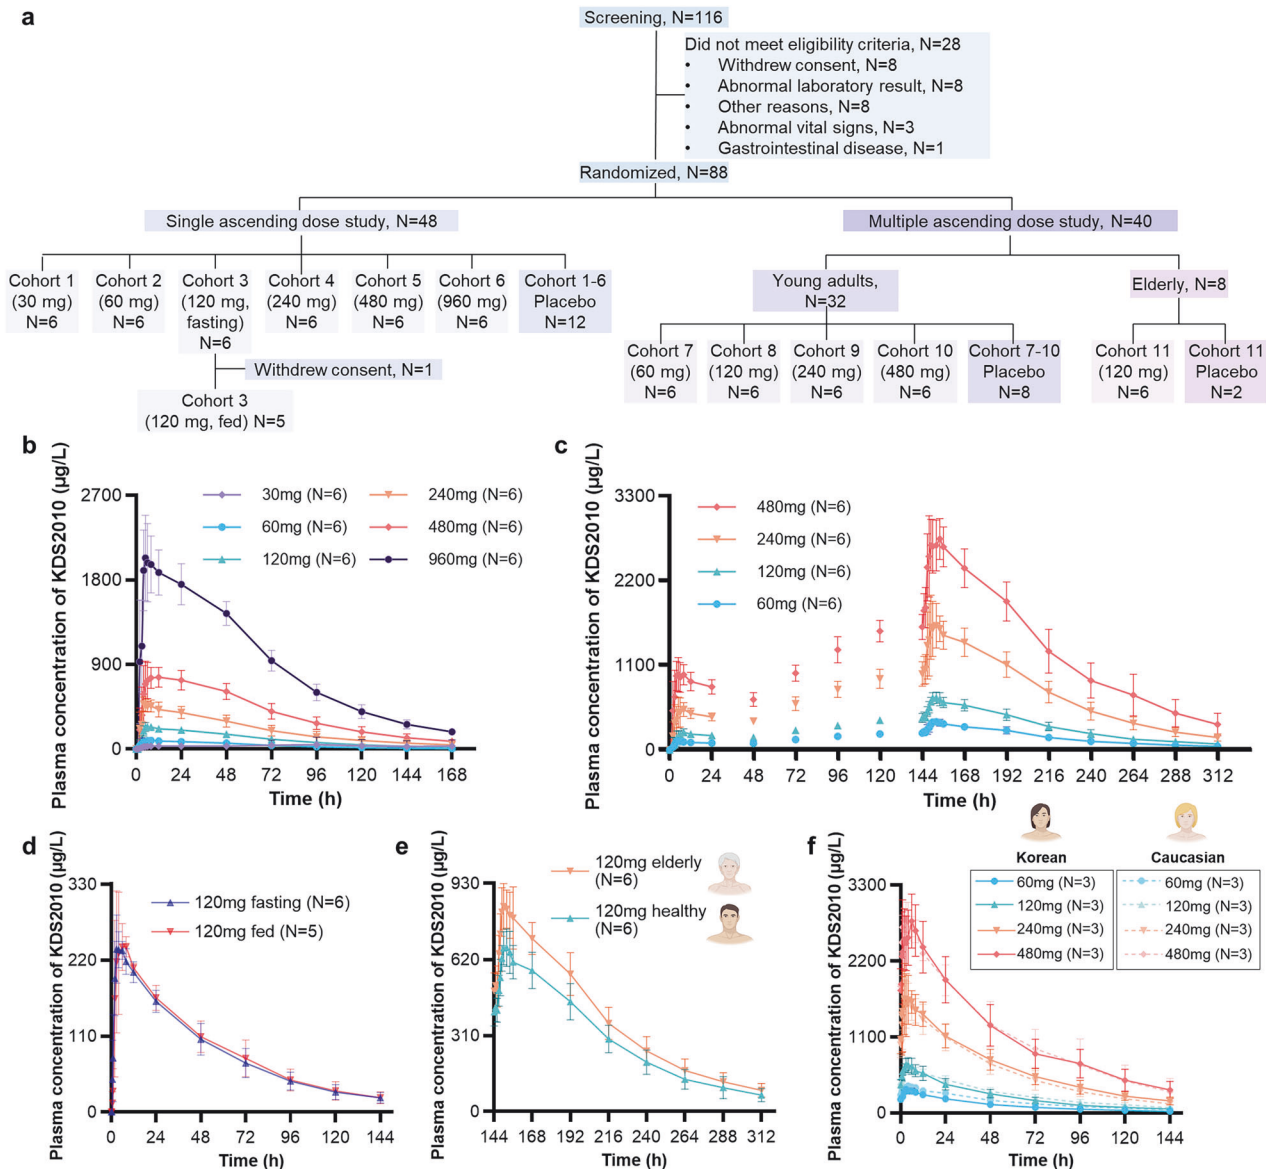 a
Screening, N=116
Did not meet eligibility criteria, N=28
• Withdrew consent, N=8
• Abnormal laboratory result, N=8
• Other reasons, N=8
• Abnormal vital signs, N=3
• Gastrointestinal disease, N=1
Randomized, N=88
Single ascending dose study, N=48
Multiple ascending dose study, N=40
Cohort 1
(30 mg)
N=6
Cohort 2
(60 mg)
N=6
Cohort 3
(120 mg,
fasting)
N=6
Cohort 4
(240 mg)
N=6
Cohort 5
(480 mg)
N=6
Cohort 6
(960 mg)
N=6
Cohort 1-6
Placebo
N=12
Withdrew consent, N=1
Cohort 3
(120 mg, fed) N=5
Young adults,
N=32
Elderly, N=8
Cohort 7
(60 mg)
N=6
Cohort 8
(120 mg)
N=6
Cohort 9
(240 mg)
N=6
Cohort 10
(480 mg)
N=6
Cohort 7-10
Placebo
N=8
Cohort 11
(120 mg)
N=6
Cohort 11
Placebo
N=2
b
Plasma concentration of KDS2010 (µg/L)
2700
1800
900
0
30mg (N=6)
60mg (N=6)
120mg (N=6)
240mg (N=6)
480mg (N=6)
960mg (N=6)
0 24 48 72 96 120 144 168
Time (h)
c
Plasma concentration of KDS2010 (µg/L)
3300
2200
1100
0
480mg (N=6)
240mg (N=6)
120mg (N=6)
60mg (N=6)
0 24 48 72 96 120 144 168 192 216 240 264 288 312
Time (h)
d
Plasma concentration of KDS2010 (µg/L)
330
220
110
0
120mg fasting (N=6)
120mg fed (N=5)
0 24 48 72 96 120 144
Time (h)
e
Plasma concentration of KDS2010 (µg/L)
930
620
310
0
120mg elderly
(N=6)
120mg healthy
(N=6)
144 168 192 216 240 264 288 312
Time (h)
f
Plasma concentration of KDS2010 (µg/L)
3300
2200
1100
0
Korean
60mg (N=3)
120mg (N=3)
240mg (N=3)
480mg (N=3)
Caucasian
60mg (N=3)
120mg (N=3)
240mg (N=3)
480mg (N=3)
0 24 48 72 96 120 144
Time (h)